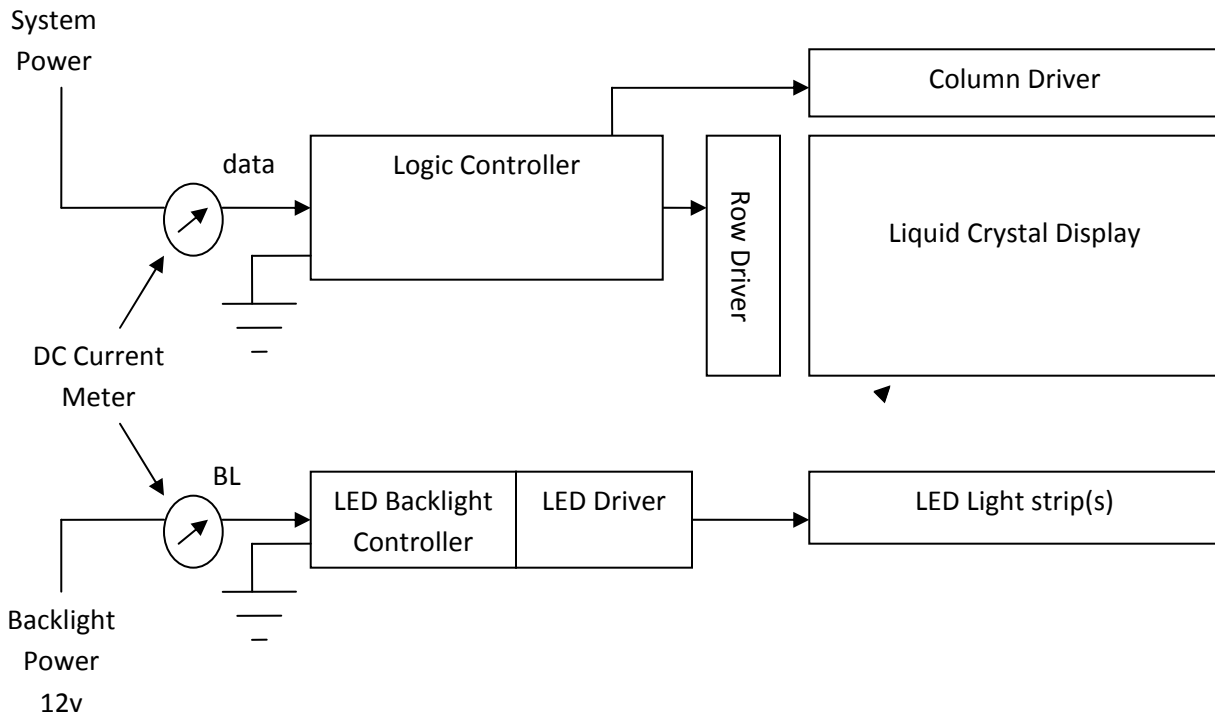 System
Power
Column Driver
data
Logic Controller
Row Driver
Liquid Crystal Display
DC Current
Meter
BL
LED Backlight
Controller
LED Driver
LED Light strip(s)
Backlight
Power
12v